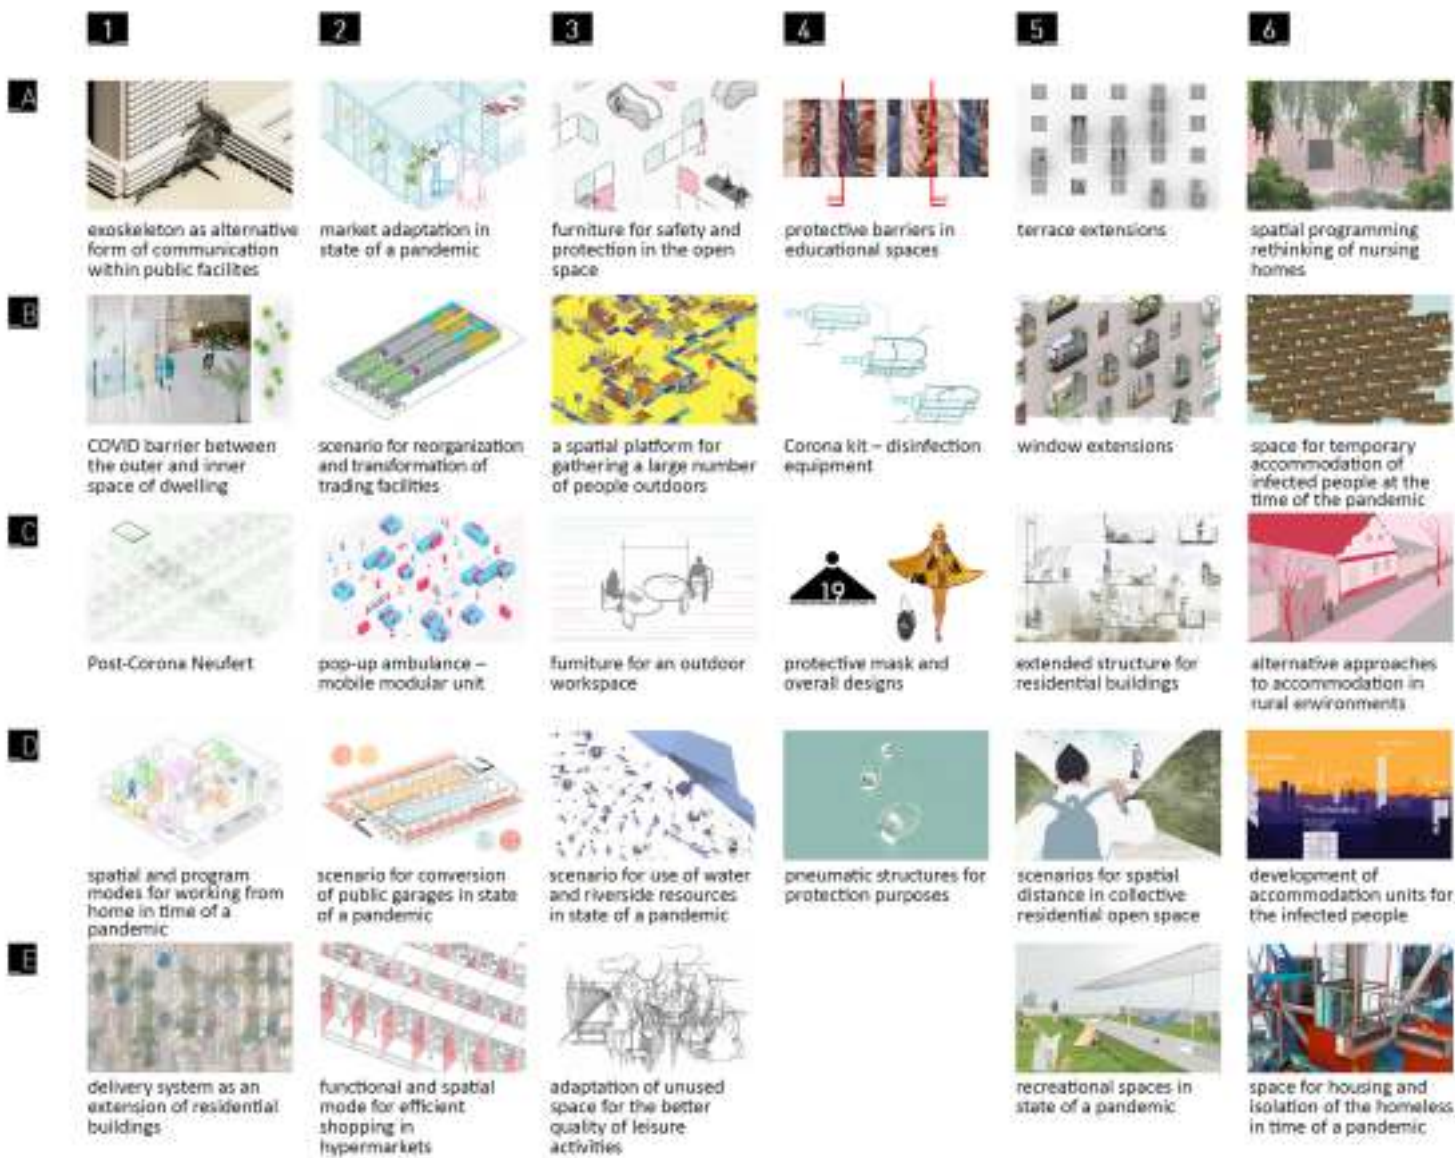 1
2
3
4
5
6
A
exoskeleton as alternative
form of communication
within public facilites
market adaptation in
state of a pandemic
furniture for safety and
protection in the open
space
protective barriers in
educational spaces
terrace extensions
spatial programming
rethinking of nursing
homes
B
COVID barrier between
the outer and inner
space of dwelling
scenario for reorganization
and transformation of
trading facilities
a spatial platform for
gathering a large number
of people outdoors
Corona kit – disinfection
equipment
window extensions
space for temporary
accommodation of
infected people at the
time of the pandemic
C
Post-Corona Neufert
pop-up ambulance –
mobile modular unit
furniture for an outdoor
workspace
19
protective mask and
overall designs
extended structure for
residential buildings
alternative approaches
to accommodation in
rural environments
D
spatial and program
modes for working from
home in time of a
pandemic
scenario for conversion
of public garages in state
of a pandemic
scenario for use of water
and riverside resources
in state of a pandemic
pneumatic structures for
protection purposes
scenarios for spatial
distance in collective
residential open space
development of
accommodation units for
the infected people
E
delivery system as an
extension of residential
buildings
functional and spatial
mode for efficient
shopping in
hypermarkets
adaptation of unused
space for the better
quality of leisure
activities
recreational spaces in
state of a pandemic
space for housing and
isolation of the homeless
in time of a pandemic